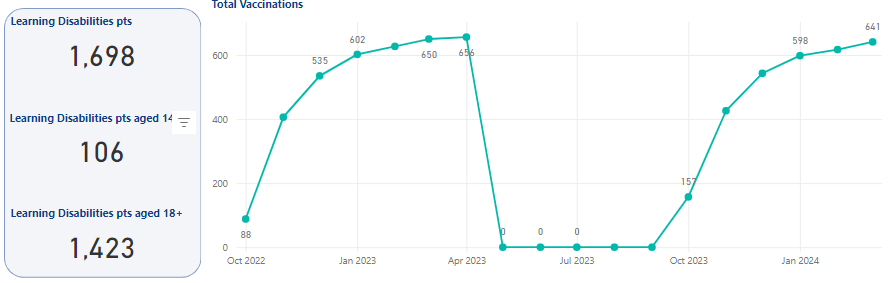 Learning Disabilities pts
1,698
Learning Disabilities pts aged 14
106
Learning Disabilities pts aged 18+
1,423
Total Vaccinations
600
400
200
0
88
535
602
650
656
0
0
0
157
598
641
Oct 2022
Jan 2023
Apr 2023
Jul 2023
Oct 2023
Jan 2024